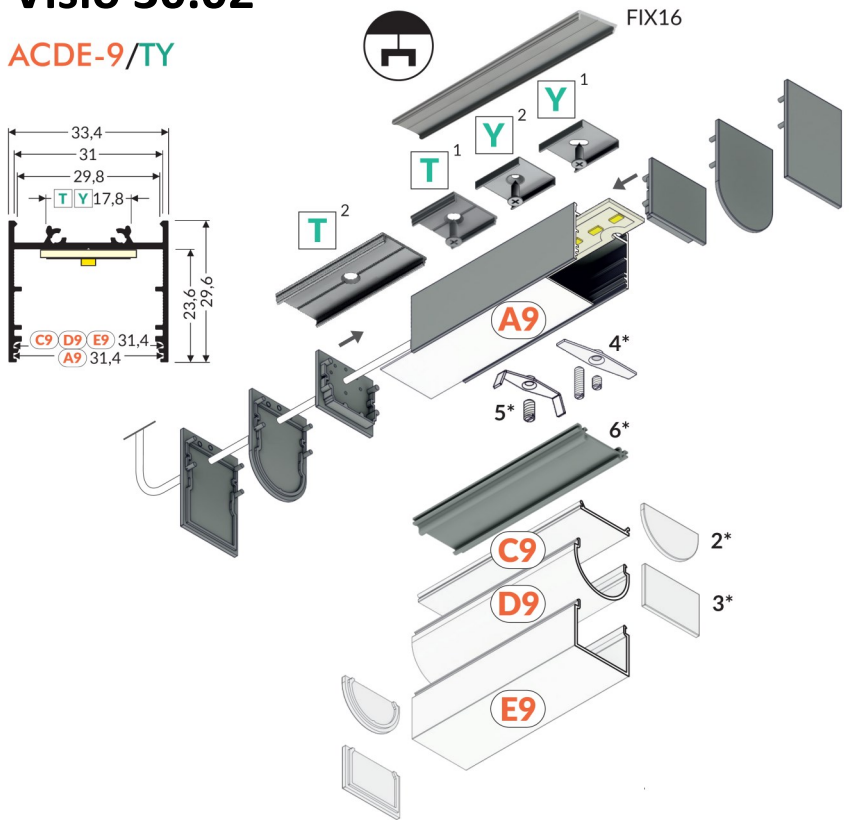 ACDE-9/TY
FIX16
Y 1
Y 2
T 1
T 2
33,4
31
29,8
T Y 17,8
23,6
29,6
C9 D9 E9 31,4
A9 31,4
A9
4*
5*
6*
C9
2*
D9
3*
E9